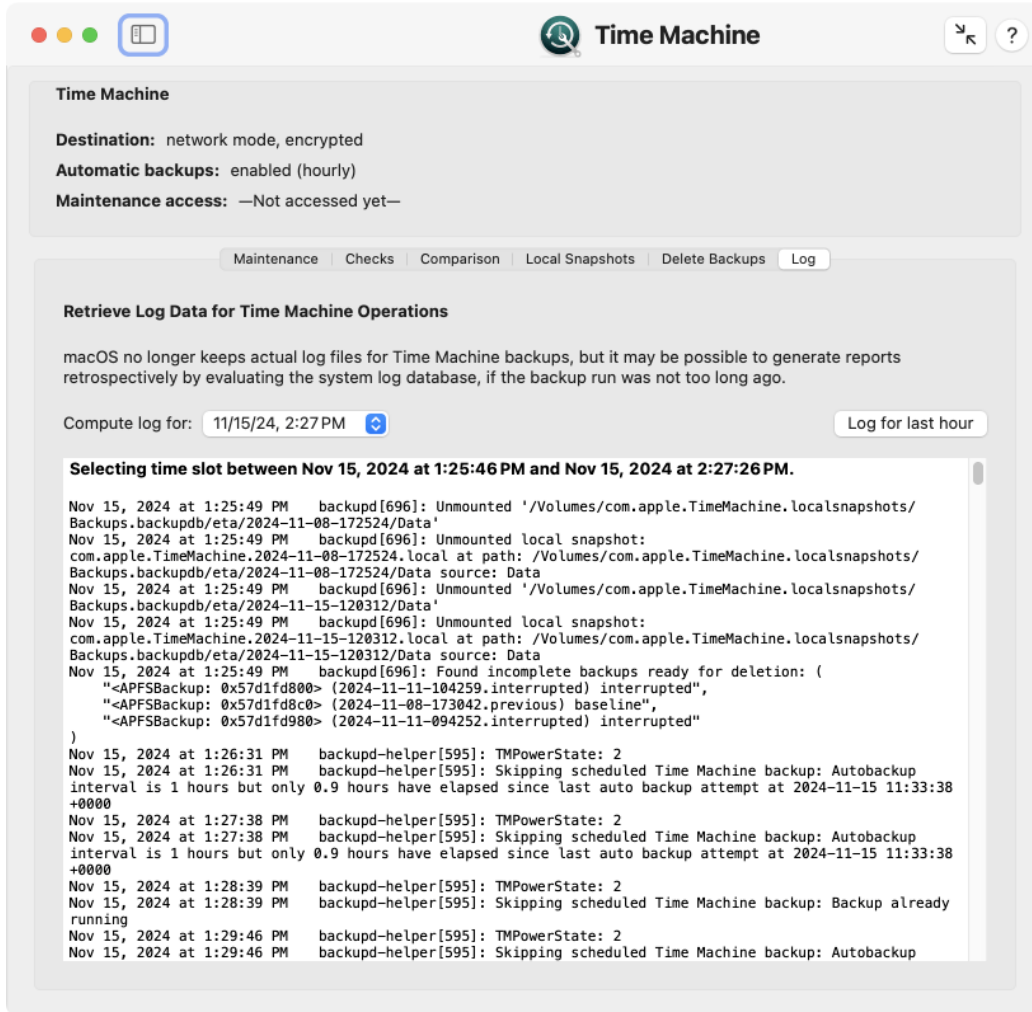 Time Machine
?
Time Machine
Destination: network mode, encrypted
Automatic backups: enabled (hourly)
Maintenance access: —Not accessed yet—
Maintenance
Checks
Comparison
Local Snapshots
Delete Backups
Log
Retrieve Log Data for Time Machine Operations
macOS no longer keeps actual log files for Time Machine backups, but it may be possible to generate reports
retrospectively by evaluating the system log database, if the backup run was not too long ago.
Compute log for: 11/15/24, 2:27 PM
Log for last hour
Selecting time slot between Nov 15, 2024 at 1:25:46 PM and Nov 15, 2024 at 2:27:26 PM.
Nov 15, 2024 at 1:25:49 PM   backupd[696]: Unmounted '/Volumes/com.apple.TimeMachine.localsnapshots/
Backups.backupdb/eta/2024-11-08-172524/Data'
Nov 15, 2024 at 1:25:49 PM   backupd[696]: Unmounted local snapshot:
com.apple.TimeMachine.2024-11-08-172524.local at path: /Volumes/com.apple.TimeMachine.localsnapshots/
Backups.backupdb/eta/2024-11-08-172524/Data source: Data
Nov 15, 2024 at 1:25:49 PM   backupd[696]: Unmounted '/Volumes/com.apple.TimeMachine.localsnapshots/
Backups.backupdb/eta/2024-11-15-120312/Data'
Nov 15, 2024 at 1:25:49 PM   backupd[696]: Unmounted local snapshot:
com.apple.TimeMachine.2024-11-15-120312.local at path: /Volumes/com.apple.TimeMachine.localsnapshots/
Backups.backupdb/eta/2024-11-15-120312/Data source: Data
Nov 15, 2024 at 1:25:49 PM   backupd[696]: Found incomplete backups ready for deletion: (
    "<APFSBackup: 0x57d1fd800> (2024-11-11-104259.interrupted) interrupted",
    "<APFSBackup: 0x57d1fd8c0> (2024-11-08-173042.previous) baseline",
    "<APFSBackup: 0x57d1fd980> (2024-11-11-094252.interrupted) interrupted"
)
Nov 15, 2024 at 1:26:31 PM   backupd-helper[595]: TMPowerState: 2
Nov 15, 2024 at 1:26:31 PM   backupd-helper[595]: Skipping scheduled Time Machine backup: Autobackup
interval is 1 hours but only 0.9 hours have elapsed since last auto backup attempt at 2024-11-15 11:33:38
+0000
Nov 15, 2024 at 1:27:38 PM   backupd-helper[595]: TMPowerState: 2
Nov 15, 2024 at 1:27:38 PM   backupd-helper[595]: Skipping scheduled Time Machine backup: Autobackup
interval is 1 hours but only 0.9 hours have elapsed since last auto backup attempt at 2024-11-15 11:33:38
+0000
Nov 15, 2024 at 1:28:39 PM   backupd-helper[595]: TMPowerState: 2
Nov 15, 2024 at 1:28:39 PM   backupd-helper[595]: Skipping scheduled Time Machine backup: Backup already
running
Nov 15, 2024 at 1:29:46 PM   backupd-helper[595]: TMPowerState: 2
Nov 15, 2024 at 1:29:46 PM   backupd-helper[595]: Skipping scheduled Time Machine backup: Autobackup